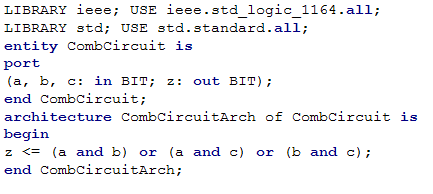 LIBRARY ieee; USE ieee.std_logic_1164.all;
LIBRARY std; USE std.standard.all;
entity CombCircuit is
port
(a, b, c: in BIT; z: out BIT);
end CombCircuit;
architecture CombCircuitArch of CombCircuit is
begin
z <= (a and b) or (a and c) or (b and c);
end CombCircuitArch;